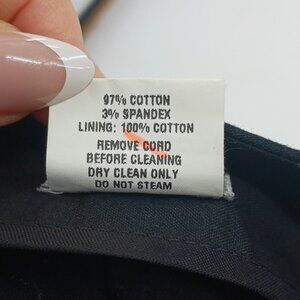 97% COTTON
3% SPANDEX
LINING: 100% COTTON
REMOVE CORD
BEFORE CLEANING
DRY CLEAN ONLY
DO NOT STEAM